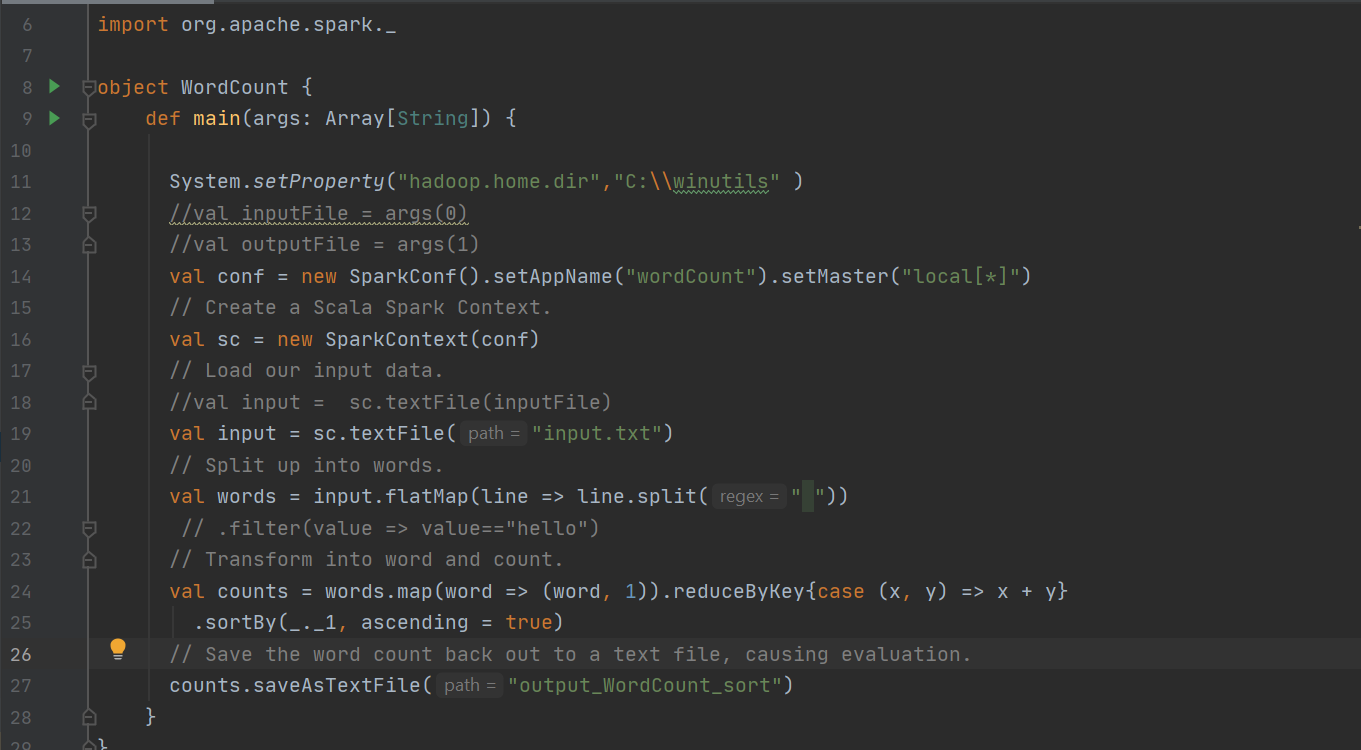 6 import org.apache.spark._
7
8 object WordCount {
9 def main(args: Array[String]) {
10
11 System.setProperty("hadoop.home.dir","C:\\winutils" )
12 //val inputFile = args(0)
13 //val outputFile = args(1)
14 val conf = new SparkConf().setAppName("wordCount").setMaster("local[*]")
15 // Create a Scala Spark Context.
16 val sc = new SparkContext(conf)
17 // Load our input data.
18 //val input =  sc.textFile(inputFile)
19 val input = sc.textFile( path = "input.txt")
20 // Split up into words.
21 val words = input.flatMap(line => line.split( regex = " "))
22 // .filter(value => value=="hello")
23 // Transform into word and count.
24 val counts = words.map(word => (word, 1)).reduceByKey{case (x, y) => x + y}
25 .sortBy(_._1, ascending = true)
26 // Save the word count back out to a text file, causing evaluation.
27 counts.saveAsTextFile( path = "output_WordCount_sort")
28 }
29 }